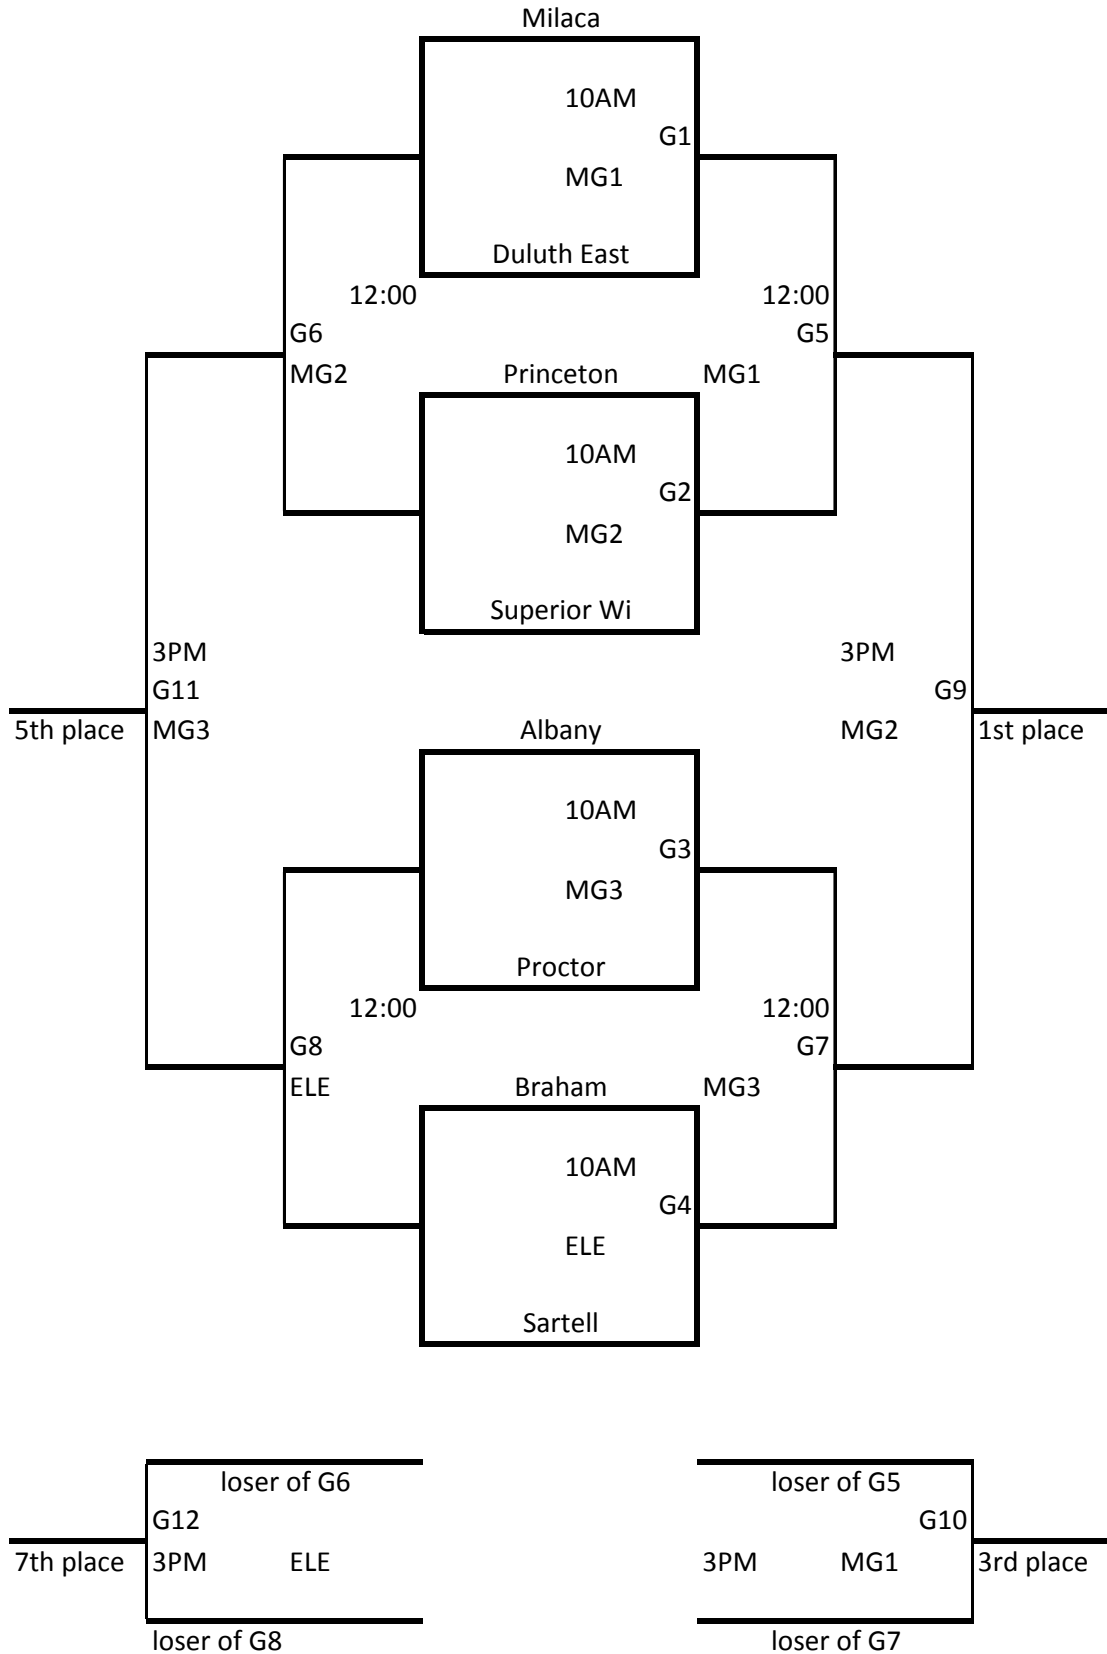 Milaca
10AM
G1
MG1
Duluth East
12:00
12:00
G6
G5
MG2
Princeton
MG1
10AM
G2
MG2
Superior Wi
3PM
3PM
G11
G9
5th place
MG3
Albany
MG2
1st place
10AM
G3
MG3
Proctor
12:00
12:00
G8
G7
ELE
Braham
MG3
10AM
G4
ELE
Sartell
loser of G6
loser of G5
G12
G10
7th place
3PM
ELE
3PM
MG1
3rd place
loser of G8
loser of G7